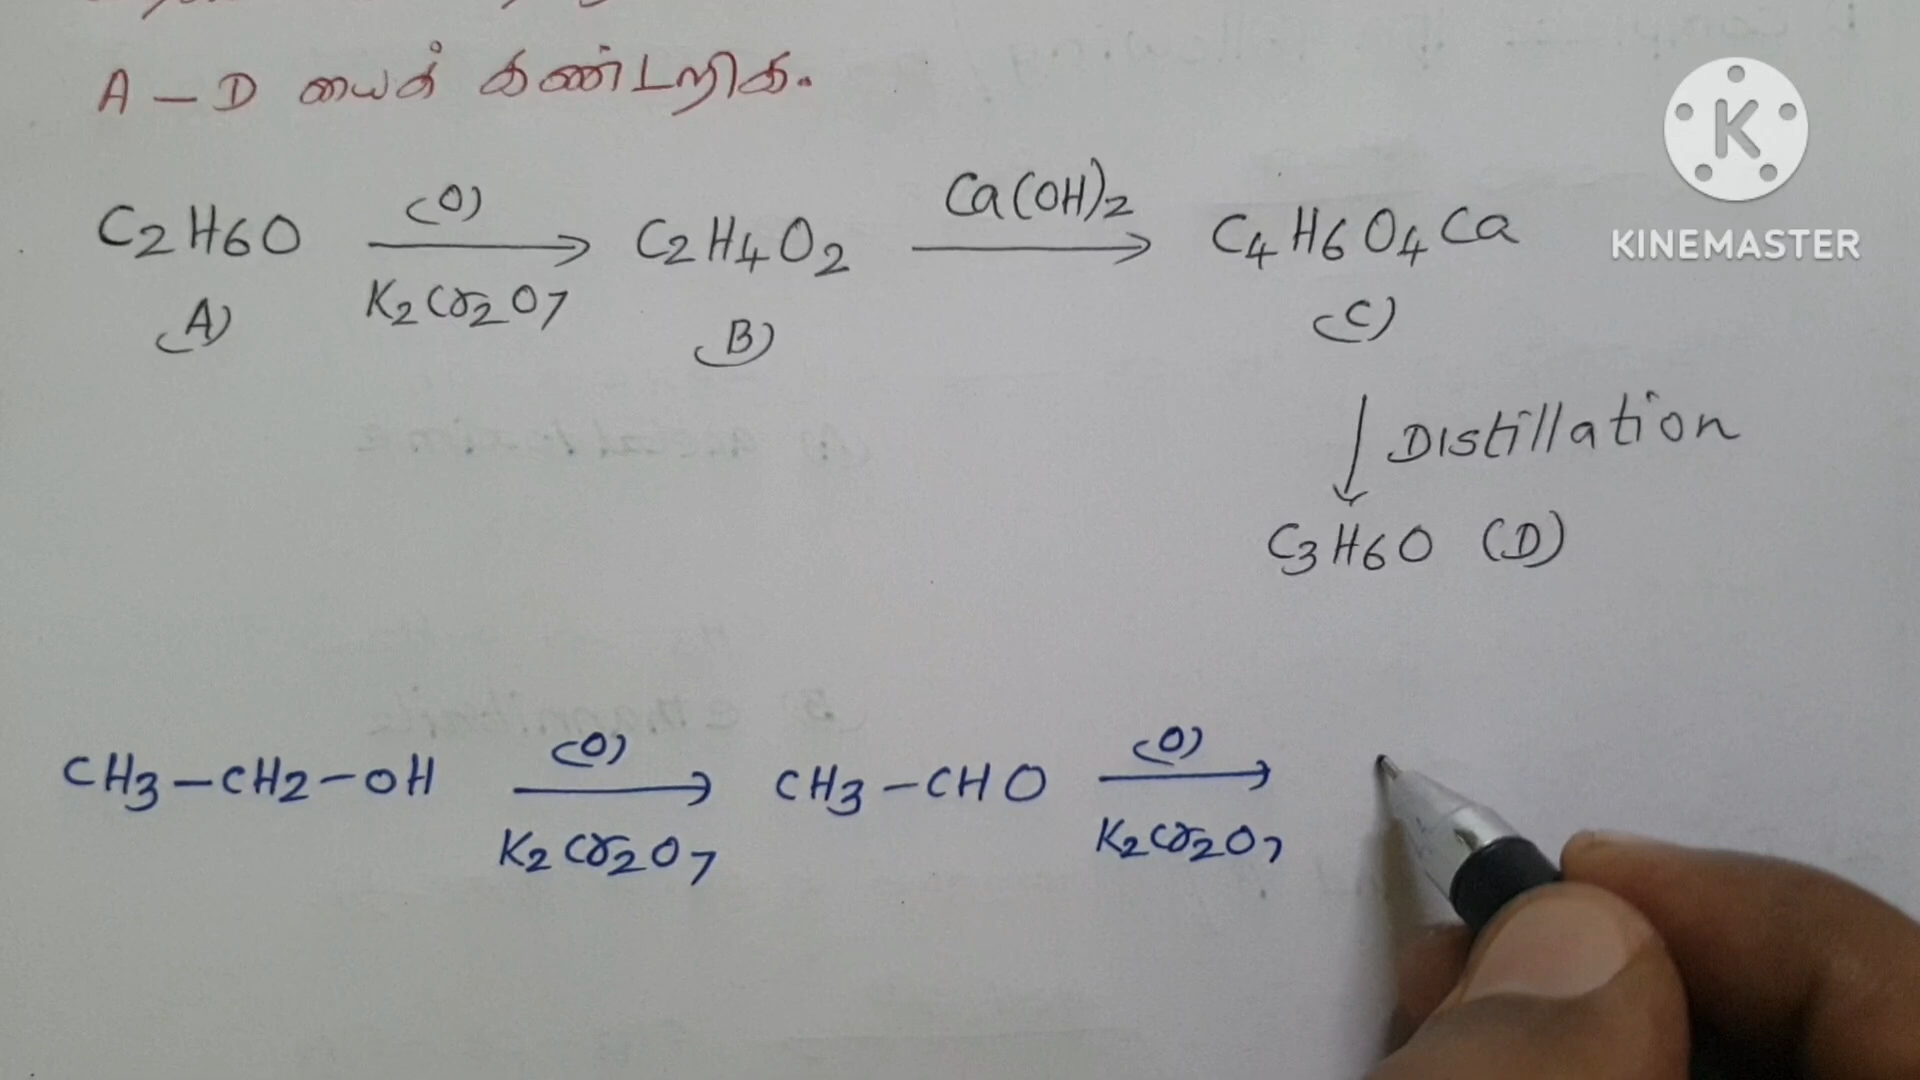 A – D யைக் கண்டறிக.
C2H6O (O) K2Cr2O7 → C2H4O2 Ca(OH)2 → C4H6O4Ca
(A) (B) (C)
↓ Distillation
C3H6O (D)
CH3–CH2–OH (O) K2Cr2O7 → CH3–CHO (O) K2Cr2O7 →
KINEMASTER